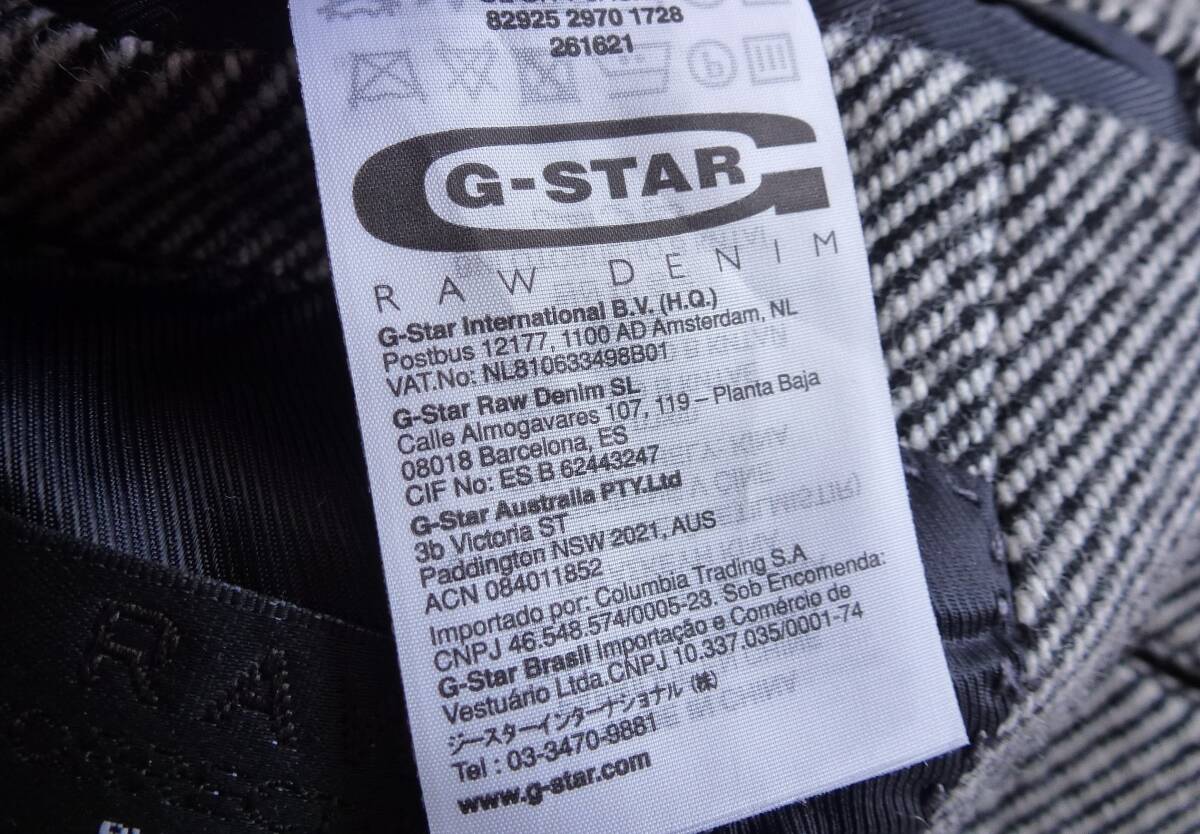 82925 2970 1728
261621
G-STAR
RAW DENIM
G-Star International B.V. (H.Q.)
Postbus 12177, 1100 AD Amsterdam, NL
VAT.No: NL810633498B01
G-Star Raw Denim SL
Calle Almogavares 107, 119 – Planta Baja
08018 Barcelona, ES
CIF No: ES B 62443247
G-Star Australia PTY.Ltd
3b Victoria ST
Paddington NSW 2021, AUS
ACN 084011852
Importado por: Columbia Trading S.A
CNPJ 46.548.574/0005-23. Sob Encomenda:
G-Star Brasil Importação e Comércio de
Vestuário Ltda.CNPJ 10.337.035/0001-74
ジースターインターナショナル (株)
Tel : 03-3470-9881
www.g-star.com
RA